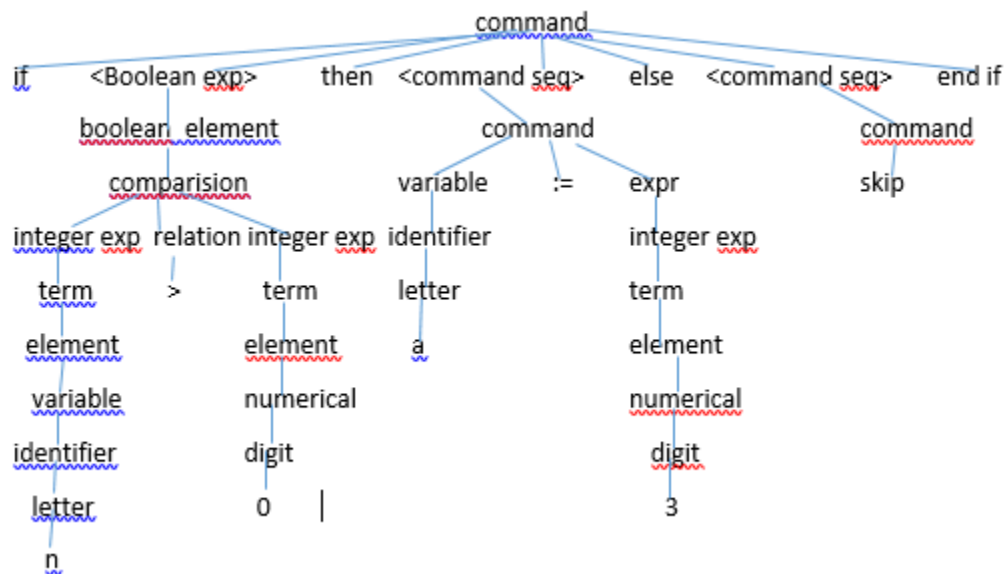 command
if <Boolean exp> then <command seq> else <command seq> end if
boolean element command command
comparision variable := expr skip
integer exp relation integer exp identifier integer exp
term > term letter term
element element a element
variable numerical numerical
identifier digit digit
letter 0 3
n